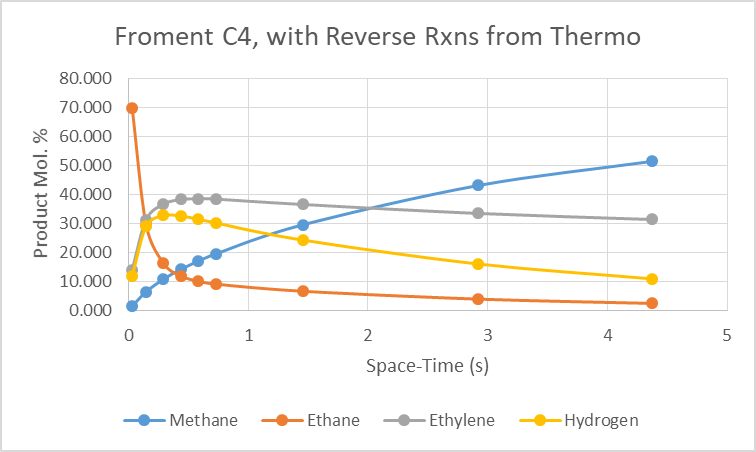 Froment C4, with Reverse Rxns from Thermo
80.000
70.000
60.000
50.000
40.000
30.000
20.000
10.000
0.000
Product Mol. %
0 1 2 3 4 5
Space-Time (s)
Methane Ethane Ethylene Hydrogen